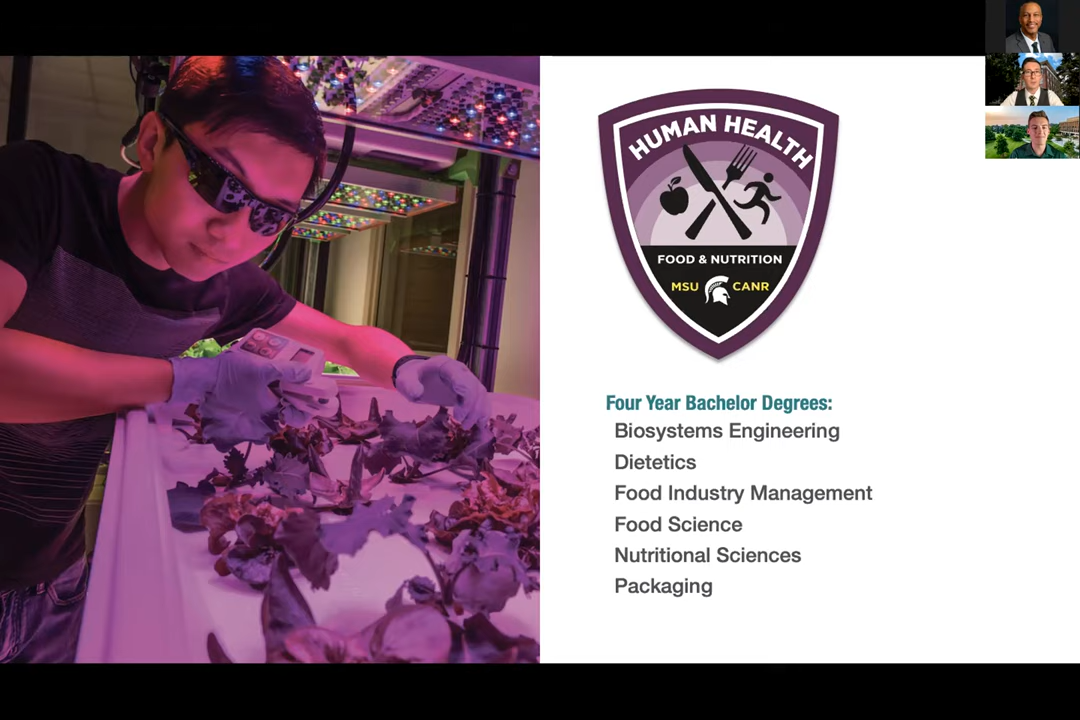 HUMAN HEALTH
FOOD & NUTRITION
MSU CANR
Four Year Bachelor Degrees:
Biosystems Engineering
Dietetics
Food Industry Management
Food Science
Nutritional Sciences
Packaging